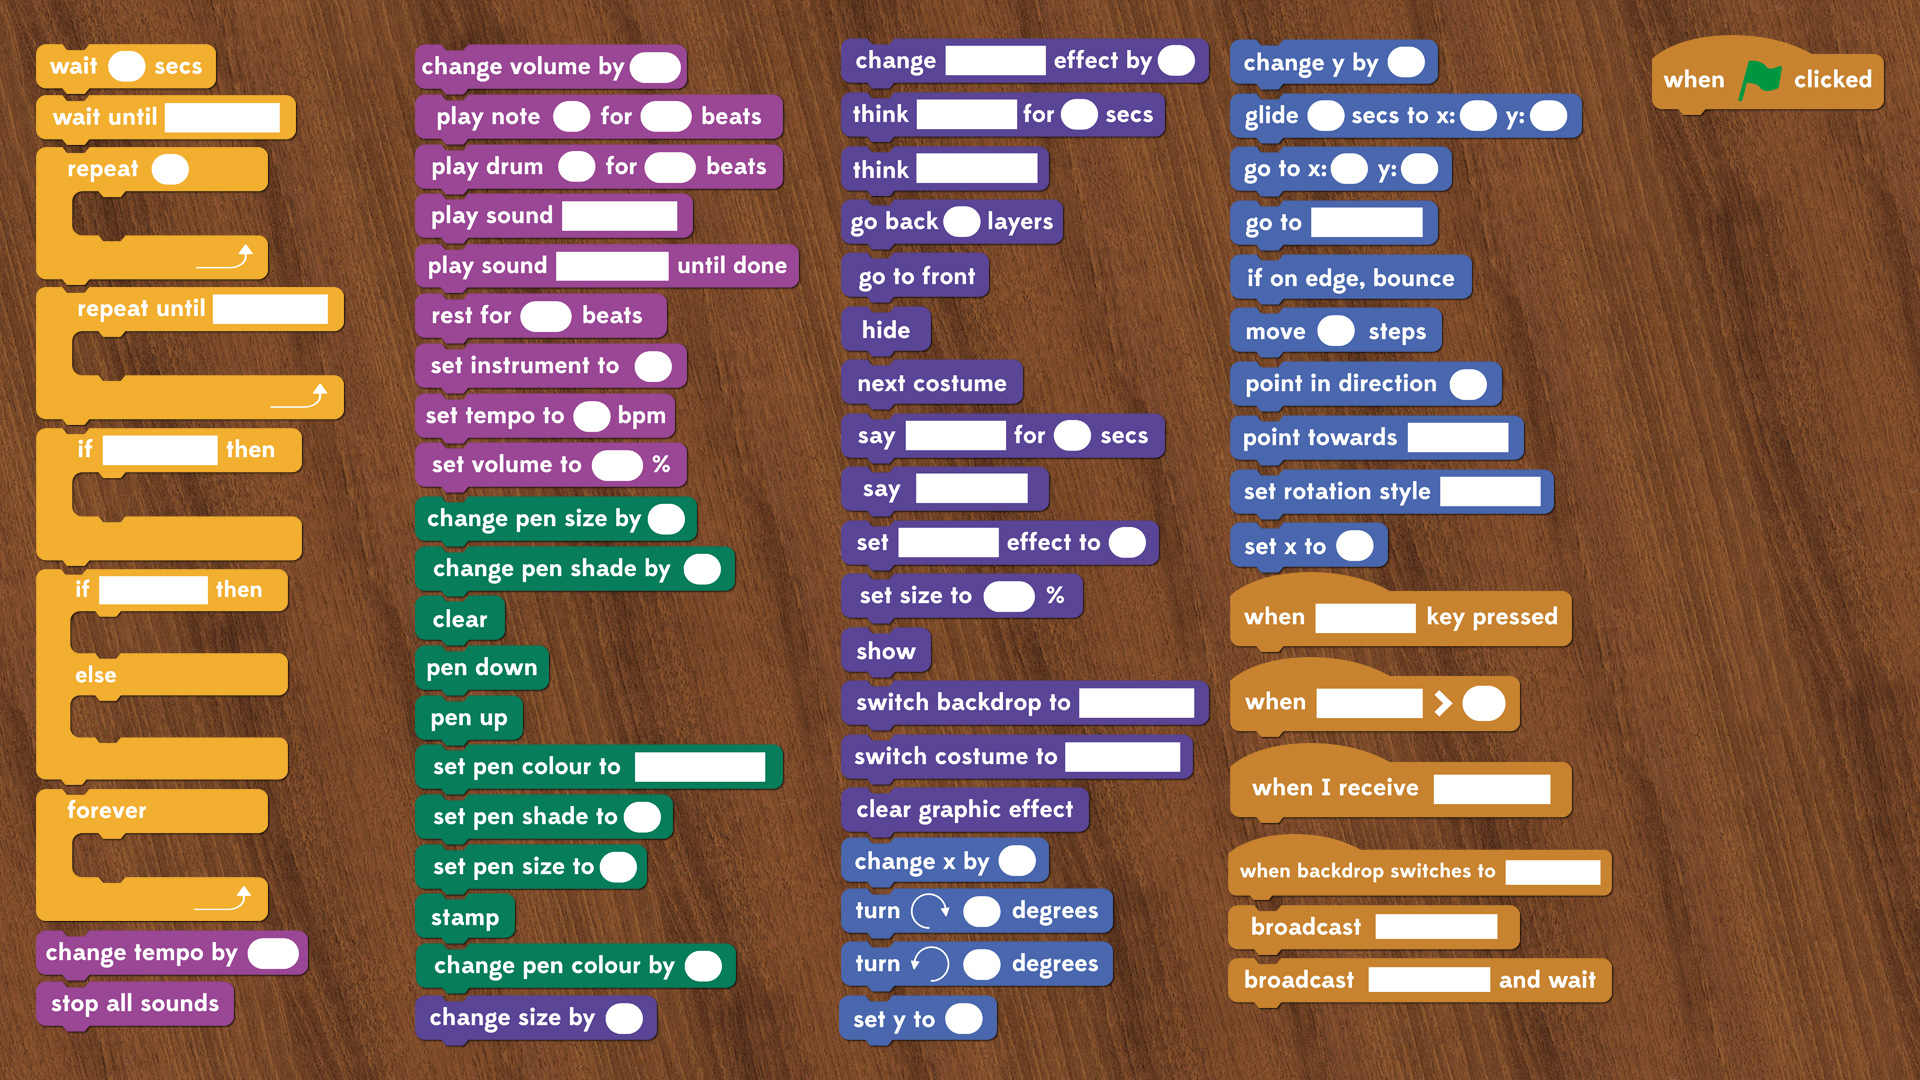 wait secs
wait until
repeat
repeat until
if then
if then
else
forever
change tempo by
stop all sounds
change volume by
play note for beats
play drum for beats
play sound
play sound until done
rest for beats
set instrument to
set tempo to bpm
set volume to %
change pen size by
change pen shade by
clear
pen down
pen up
set pen colour to
set pen shade to
set pen size to
stamp
change pen colour by
change size by
change effect by
think for secs
think
go back layers
go to front
hide
next costume
say for secs
say
set effect to
set size to %
show
switch backdrop to
switch costume to
clear graphic effect
change x by
turn degrees
turn degrees
set y to
change y by
glide secs to x: y:
go to x: y:
go to
if on edge, bounce
move steps
point in direction
point towards
set rotation style
set x to
when key pressed
when >
when I receive
when backdrop switches to
broadcast
broadcast and wait
when clicked